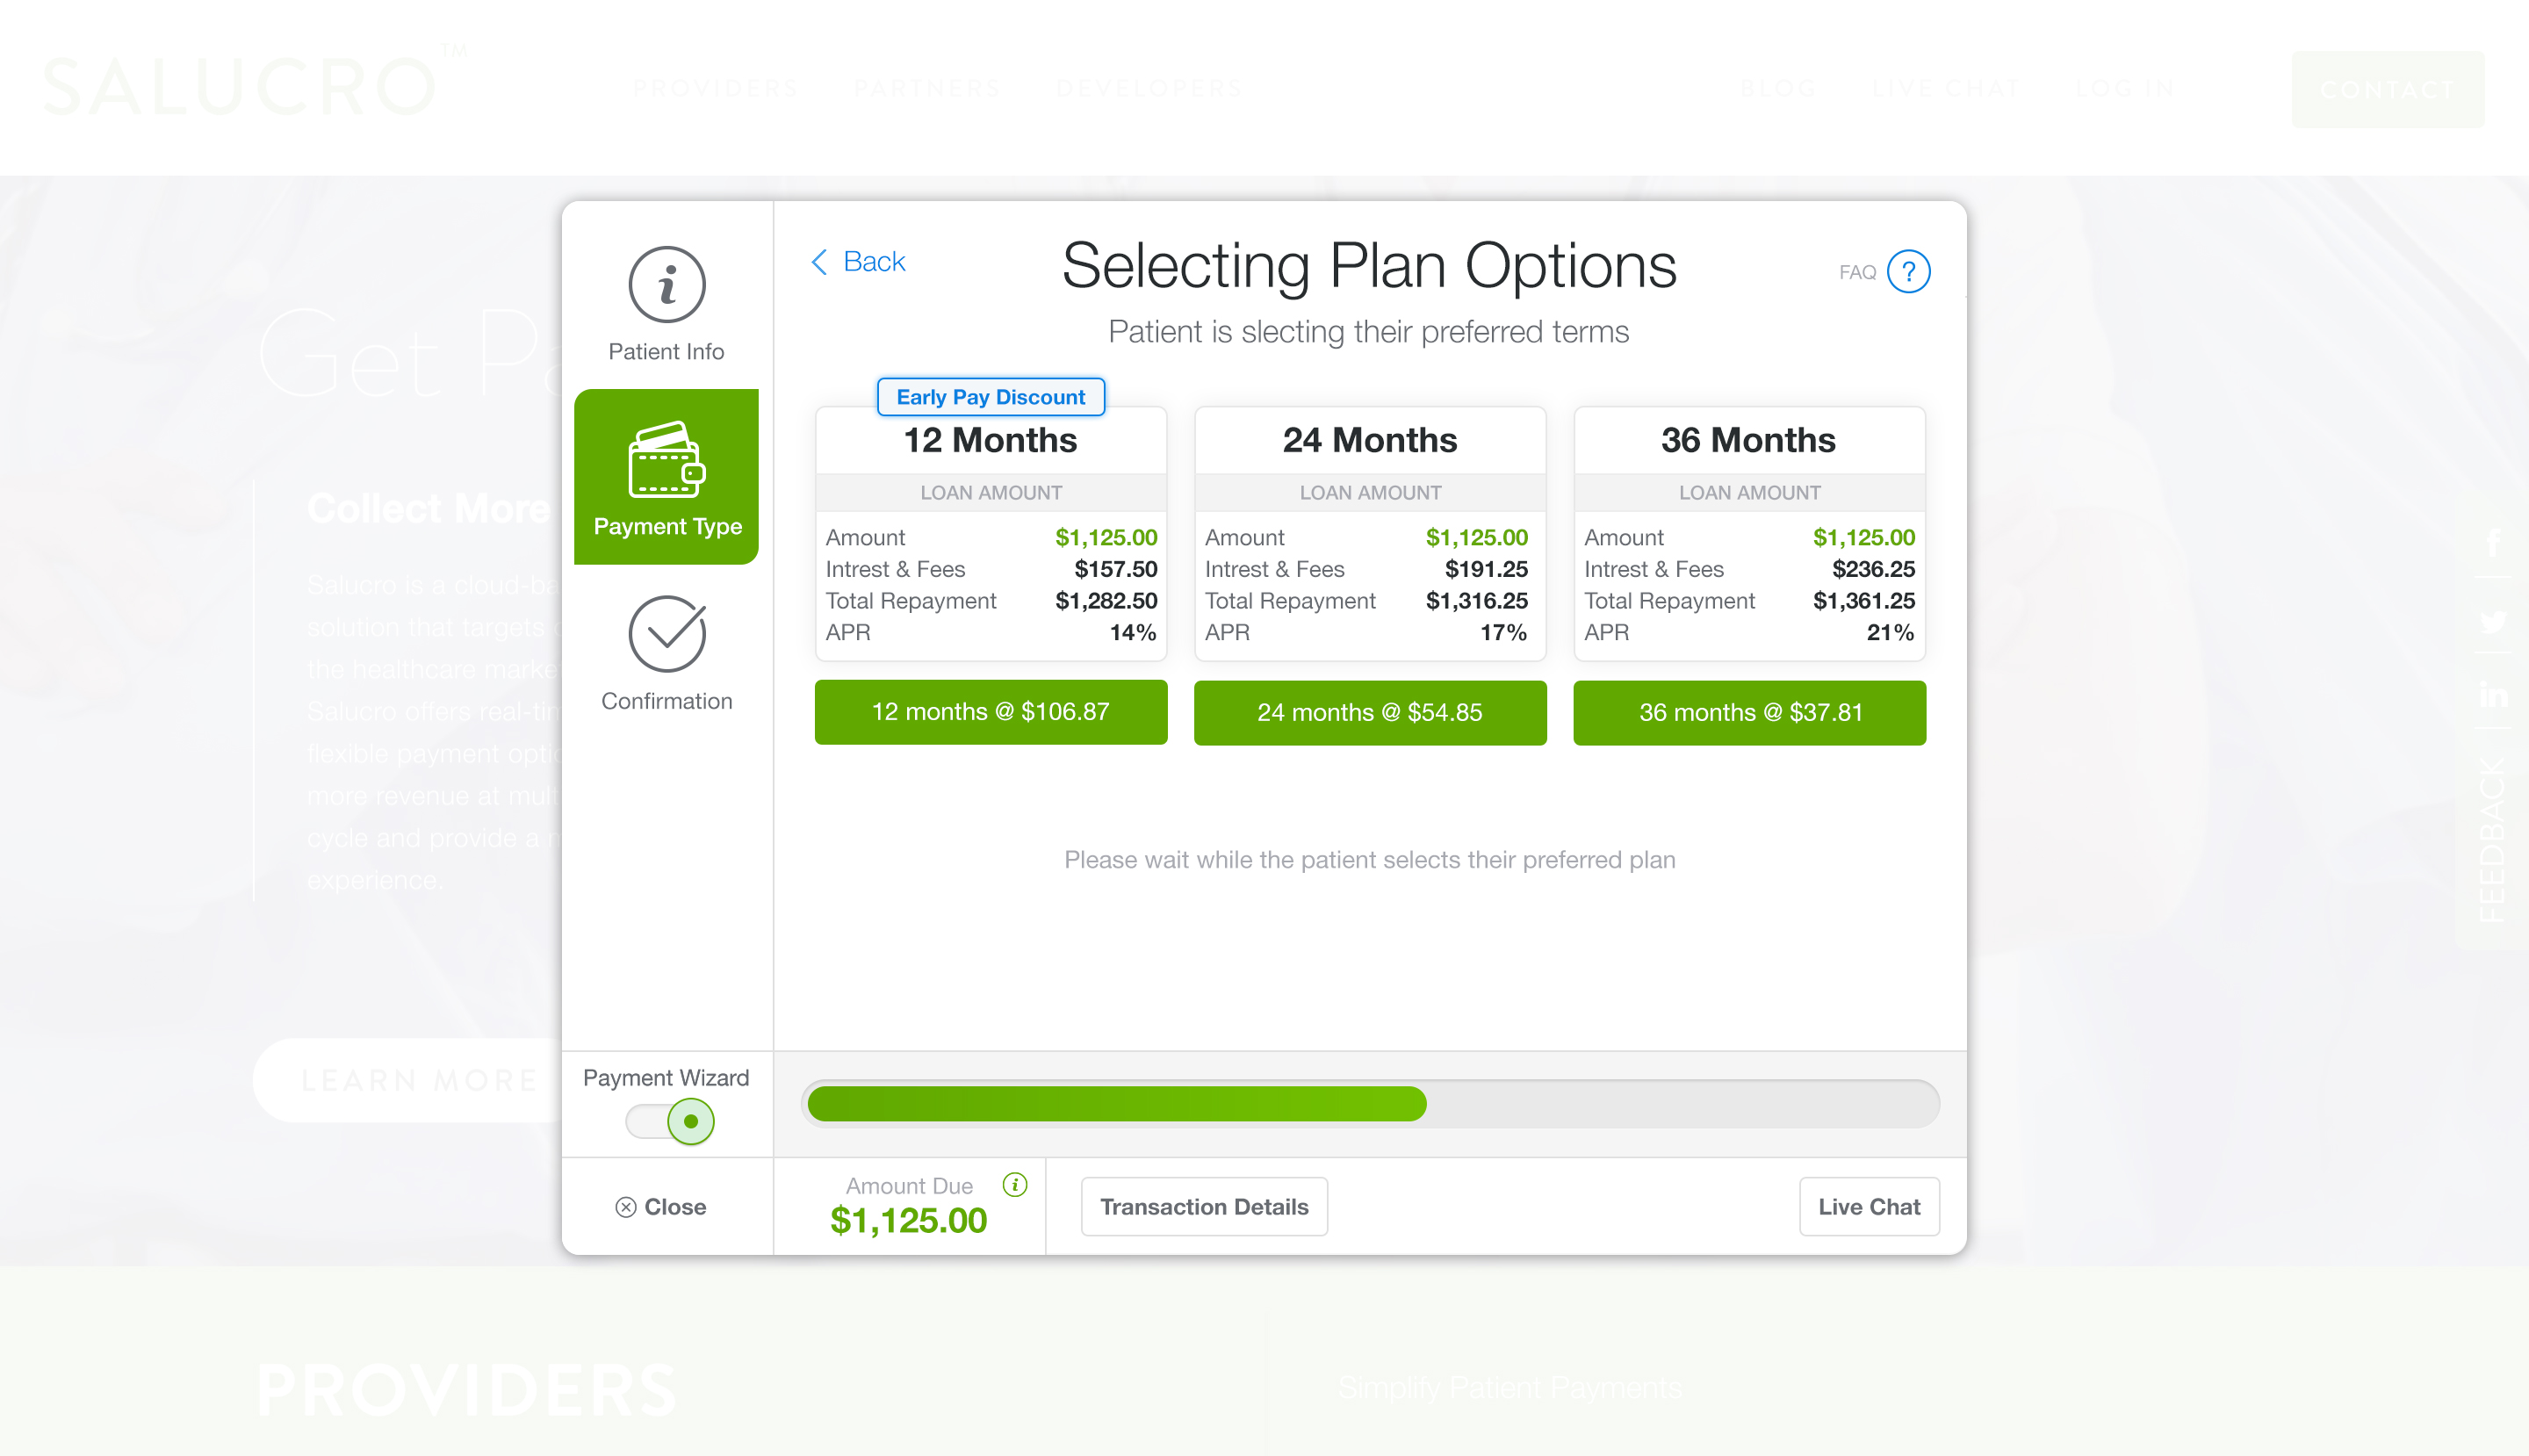 SALUCRO™
PROVIDERS PARTNERS DEVELOPERS BLOG LIVE CHAT LOG IN CONTACT
Get Pa
Collect More
Salucro is a cloud-ba
solution that targets
the healthcare marke
Salucro offers real-tim
flexible payment optio
more revenue at mult
cycle and provide a
experience.
LEARN MORE
Patient Info
Payment Type
Confirmation
Back
Selecting Plan Options
FAQ ?
Patient is slecting their preferred terms
Early Pay Discount
12 Months
LOAN AMOUNT
Amount $1,125.00
Intrest & Fees $157.50
Total Repayment $1,282.50
APR 14%
12 months @ $106.87
24 Months
LOAN AMOUNT
Amount $1,125.00
Intrest & Fees $191.25
Total Repayment $1,316.25
APR 17%
24 months @ $54.85
36 Months
LOAN AMOUNT
Amount $1,125.00
Intrest & Fees $236.25
Total Repayment $1,361.25
APR 21%
36 months @ $37.81
Please wait while the patient selects their preferred plan
Payment Wizard
Close
Amount Due
$1,125.00
Transaction Details
Live Chat
FEEDBACK
PROVIDERS
Simplify Patient Payments